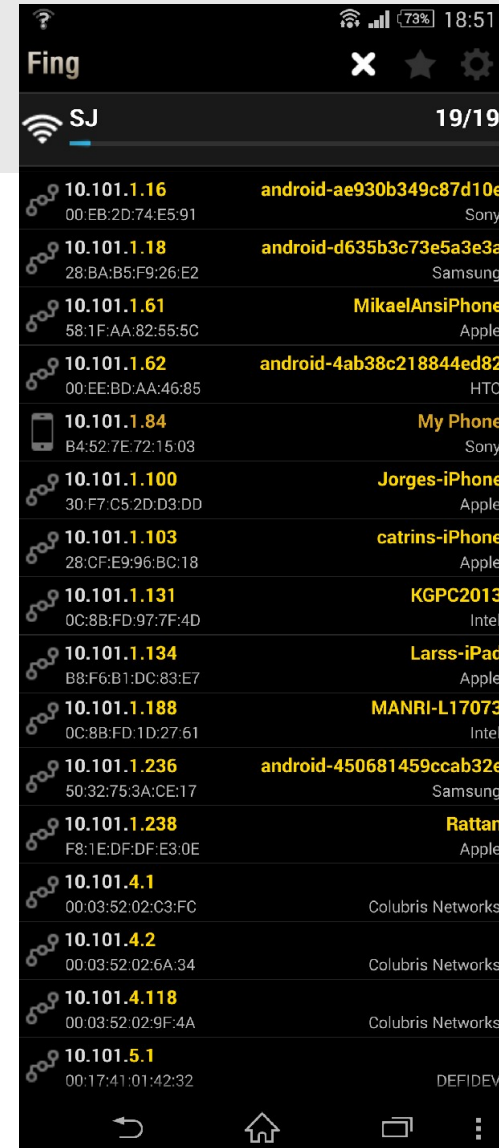 73% 18:51
Fing
SJ 19/19
10.101.1.16 android-ae930b349c87d10e
00:EB:2D:74:E5:91 Sony
10.101.1.18 android-d635b3c73e5a3e3a
28:BA:B5:F9:26:E2 Samsung
10.101.1.61 MikaelAnsiPhone
58:1F:AA:82:55:5C Apple
10.101.1.62 android-4ab38c218844ed82
00:EE:BD:AA:46:85 HTC
10.101.1.84 My Phone
B4:52:7E:72:15:03 Sony
10.101.1.100 Jorges-iPhone
30:F7:C5:2D:D3:DD Apple
10.101.1.103 catrins-iPhone
28:CF:E9:96:BC:18 Apple
10.101.1.131 KGPC2013
0C:8B:FD:97:7F:4D Intel
10.101.1.134 Larss-iPad
B8:F6:B1:DC:83:E7 Apple
10.101.1.188 MANRI-L17073
0C:8B:FD:1D:27:61 Intel
10.101.1.236 android-450681459ccab32e
50:32:75:3A:CE:17 Samsung
10.101.1.238 Rattan
F8:1E:DF:DF:E3:0E Apple
10.101.4.1
00:03:52:02:C3:FC Colubris Networks
10.101.4.2
00:03:52:02:6A:34 Colubris Networks
10.101.4.118
00:03:52:02:9F:4A Colubris Networks
10.101.5.1
00:17:41:01:42:32 DEFIDEV